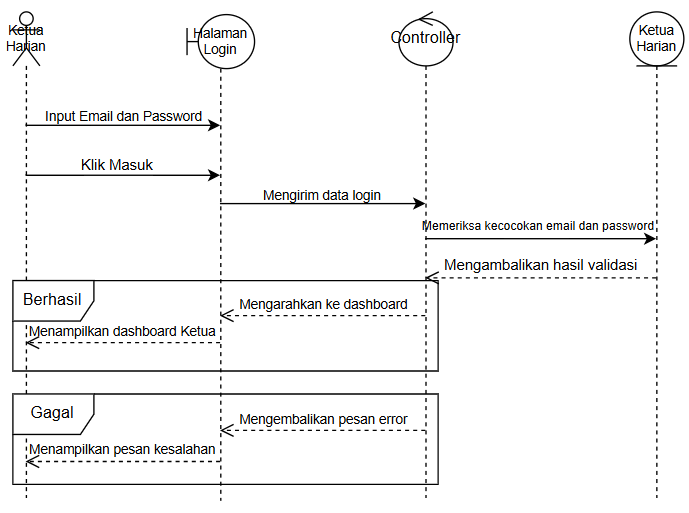 Ketua
Harian
Halaman
Login
Controller
Ketua
Harian
Input Email dan Password
Klik Masuk
Mengirim data login
Memeriksa kecocokan email dan password
Mengambalikan hasil validasi
Berhasil
Mengarahkan ke dashboard
Menampilkan dashboard Ketua
Gagal
Mengembalikan pesan error
Menampilkan pesan kesalahan